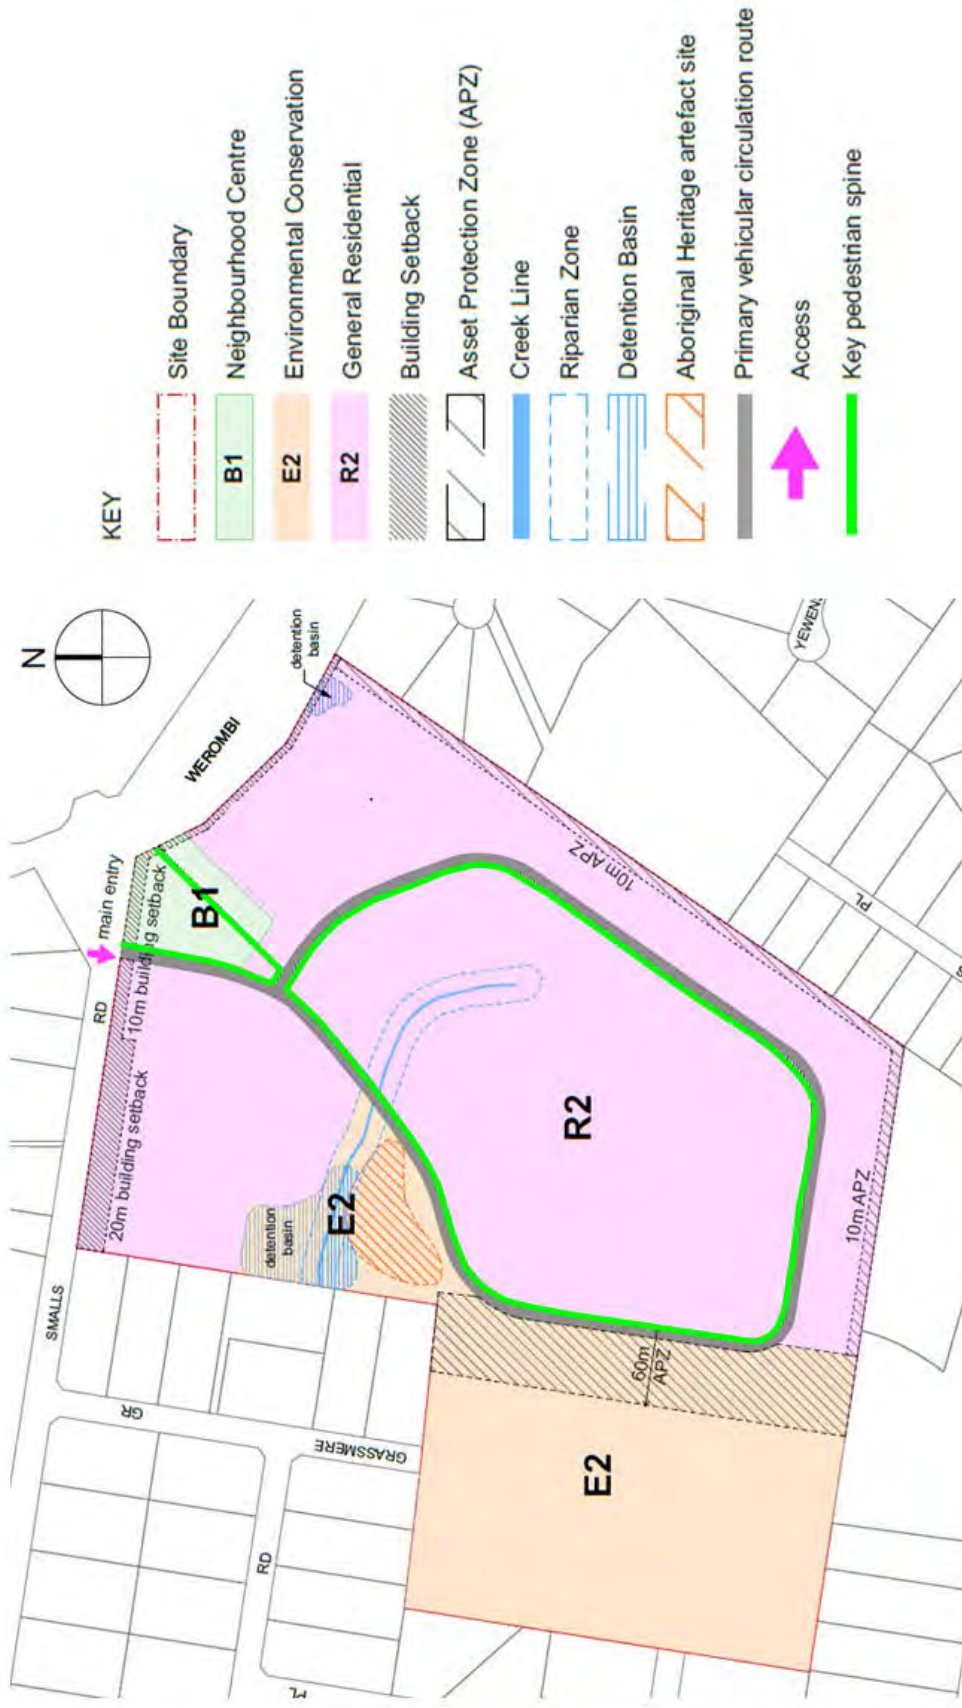 N
SMALLS
RD
main entry
10m building setback
20m building setback
WEROMBI
detention
basin
B1
detention
basin
E2
R2
10m APZ
10m APZ
60m
APZ
E2
GR
GRASSMERE
RD
PL
PL
YEWENS
KEY
Site Boundary
B1 Neighbourhood Centre
E2 Environmental Conservation
R2 General Residential
Building Setback
Asset Protection Zone (APZ)
Creek Line
Riparian Zone
Detention Basin
Aboriginal Heritage artefact site
Primary vehicular circulation route
Access
Key pedestrian spine